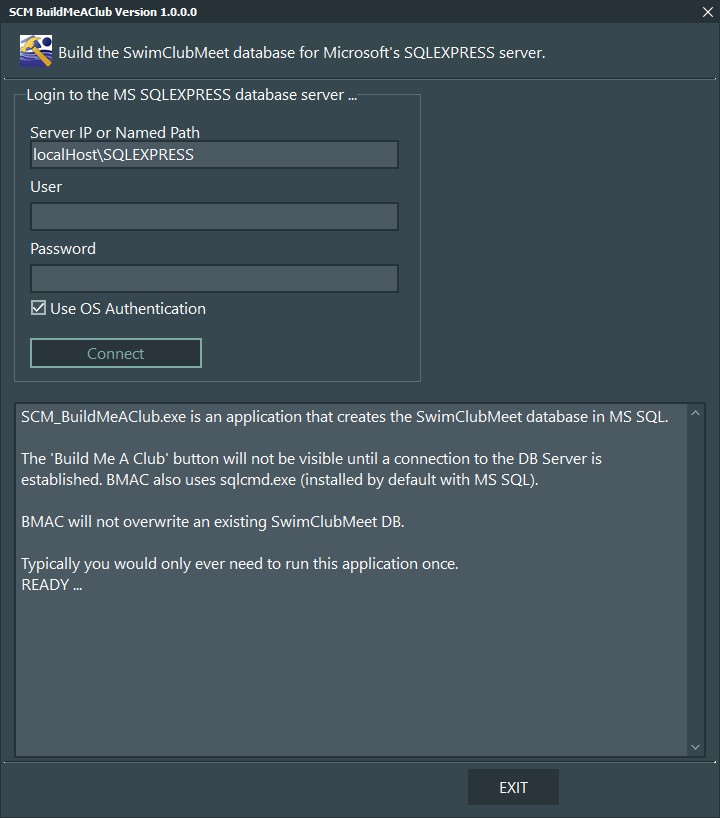 SCM BuildMeAClub Version 1.0.0.0
Build the SwimClubMeet database for Microsoft's SQLEXPRESS server.
Login to the MS SQLEXPRESS database server ...
Server IP or Named Path
localHost\SQLEXPRESS
User
Password
Use OS Authentication
Connect
SCM_BuildMeAClub.exe is an application that creates the SwimClubMeet database in MS SQL.
The 'Build Me A Club' button will not be visible until a connection to the DB Server is
established. BMAC also uses sqlcmd.exe (installed by default with MS SQL).
BMAC will not overwrite an existing SwimClubMeet DB.
Typically you would only ever need to run this application once.
READY ...
EXIT